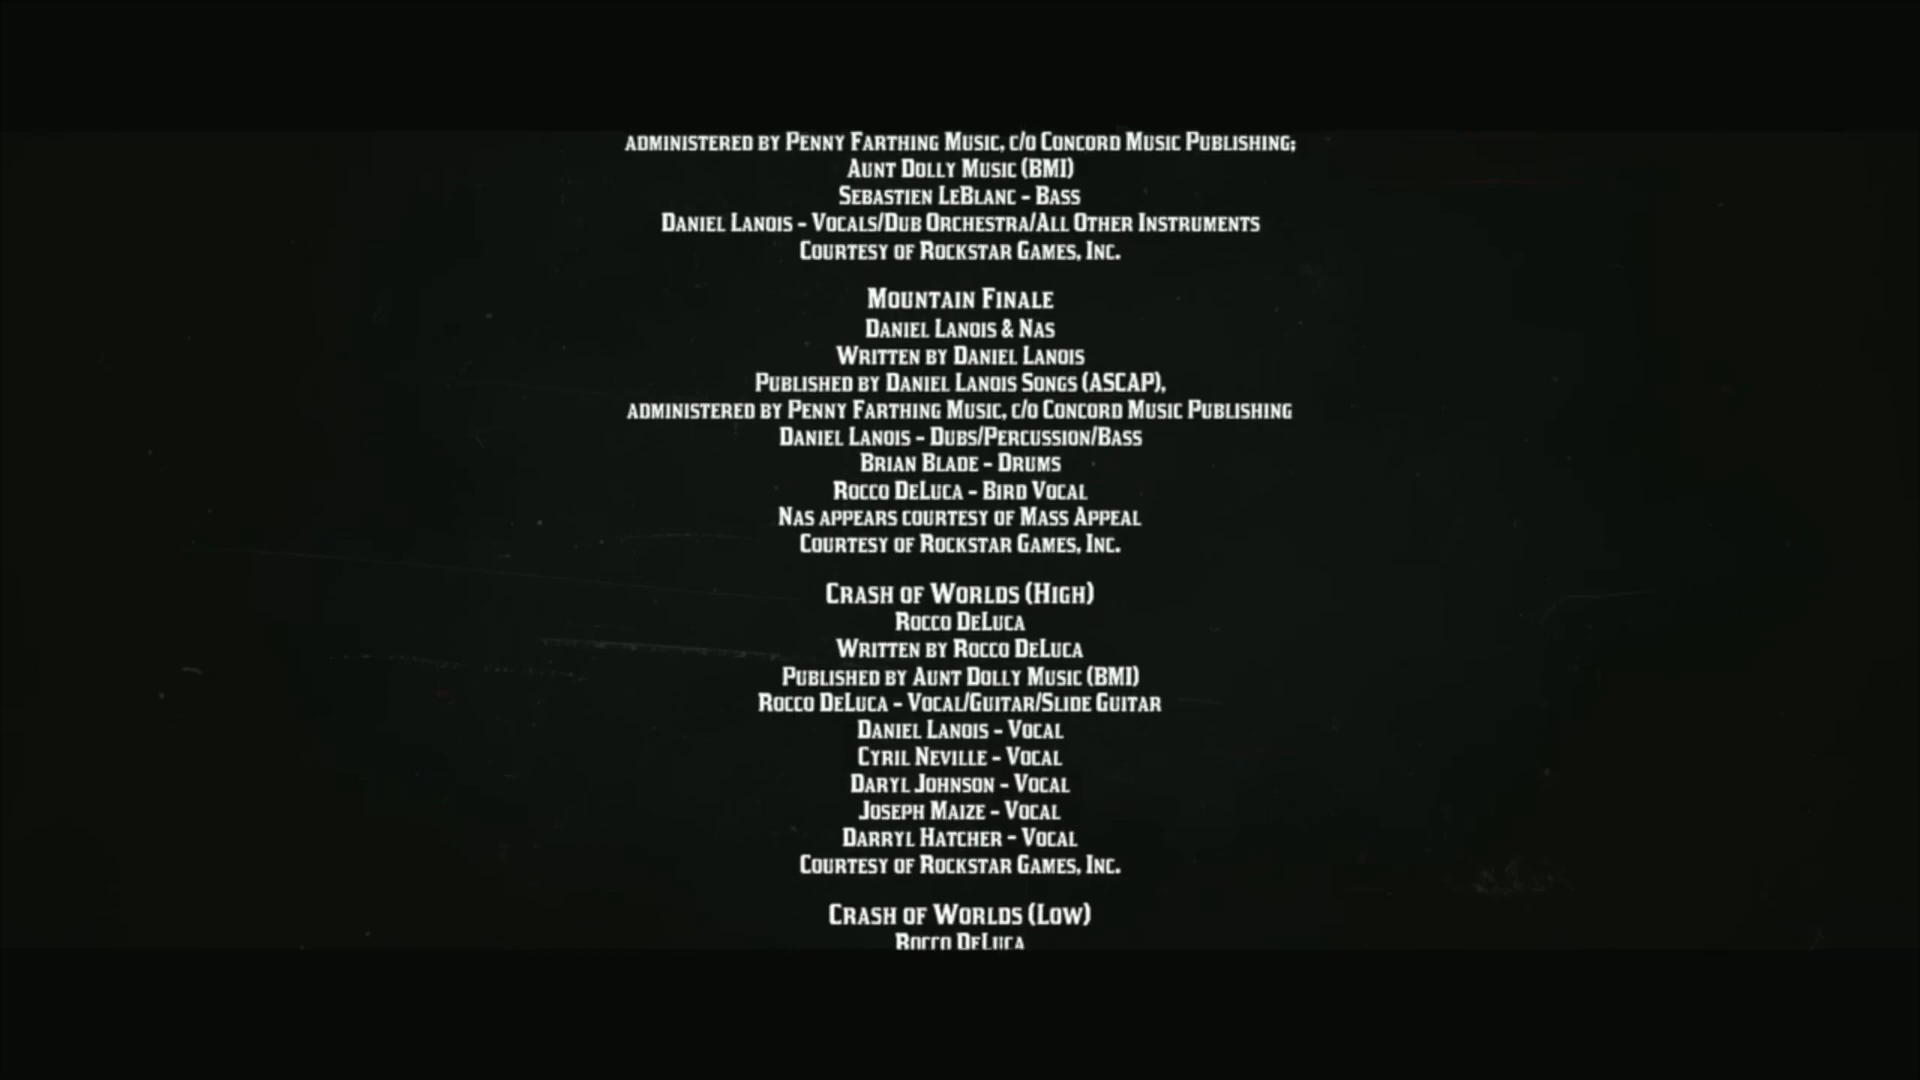 administered by Penny Farthing Music, c/o Concord Music Publishing;
Aunt Dolly Music (BMI)
Sebastien LeBlanc - Bass
Daniel Lanois - Vocals/Dub Orchestra/All Other Instruments
Courtesy of Rockstar Games, Inc.
Mountain Finale
Daniel Lanois & Nas
Written by Daniel Lanois
Published by Daniel Lanois Songs (ASCAP),
administered by Penny Farthing Music, c/o Concord Music Publishing
Daniel Lanois - Dubs/Percussion/Bass
Brian Blade - Drums
Rocco DeLuca - Bird Vocal
Nas appears courtesy of Mass Appeal
Courtesy of Rockstar Games, Inc.
Crash of Worlds (High)
Rocco DeLuca
Written by Rocco DeLuca
Published by Aunt Dolly Music (BMI)
Rocco DeLuca - Vocal/Guitar/Slide Guitar
Daniel Lanois - Vocal
Cyril Neville - Vocal
Daryl Johnson - Vocal
Joseph Maize - Vocal
Darryl Hatcher - Vocal
Courtesy of Rockstar Games, Inc.
Crash of Worlds (Low)
Rocco DeLuca